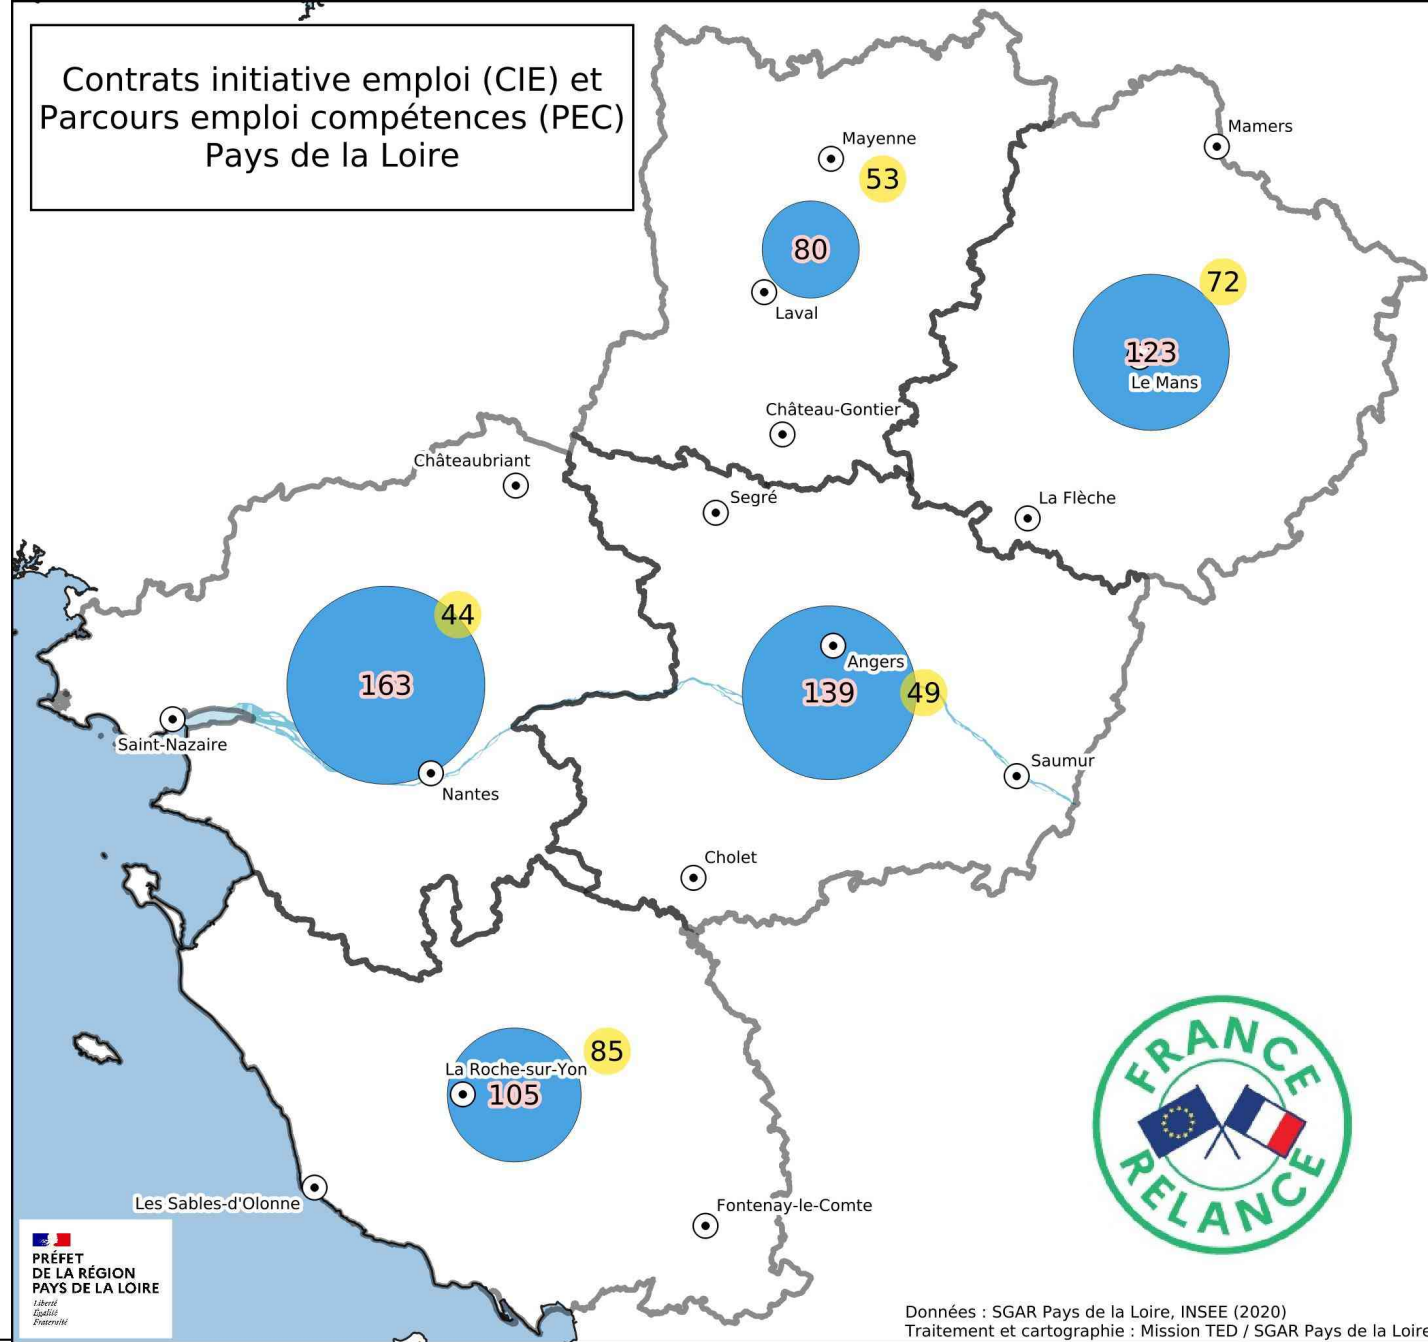 Contrats initiative emploi (CIE) et
Parcours emploi compétences (PEC)
Pays de la Loire
Mayenne
53
Mamers
80
Laval
72
123
Le Mans
Château-Gontier
Châteaubriant
Segré
La Flèche
44
163
Angers
139
49
Saint-Nazaire
Nantes
Saumur
Cholet
85
La Roche-sur-Yon
105
Les Sables-d'Olonne
Fontenay-le-Comte
FRANCE
RELANCE
PRÉFET
DE LA RÉGION
PAYS DE LA LOIRE
Liberté
Égalité
Fraternité
Données : SGAR Pays de la Loire, INSEE (2020)
Traitement et cartographie : Mission TED / SGAR Pays de la Loire